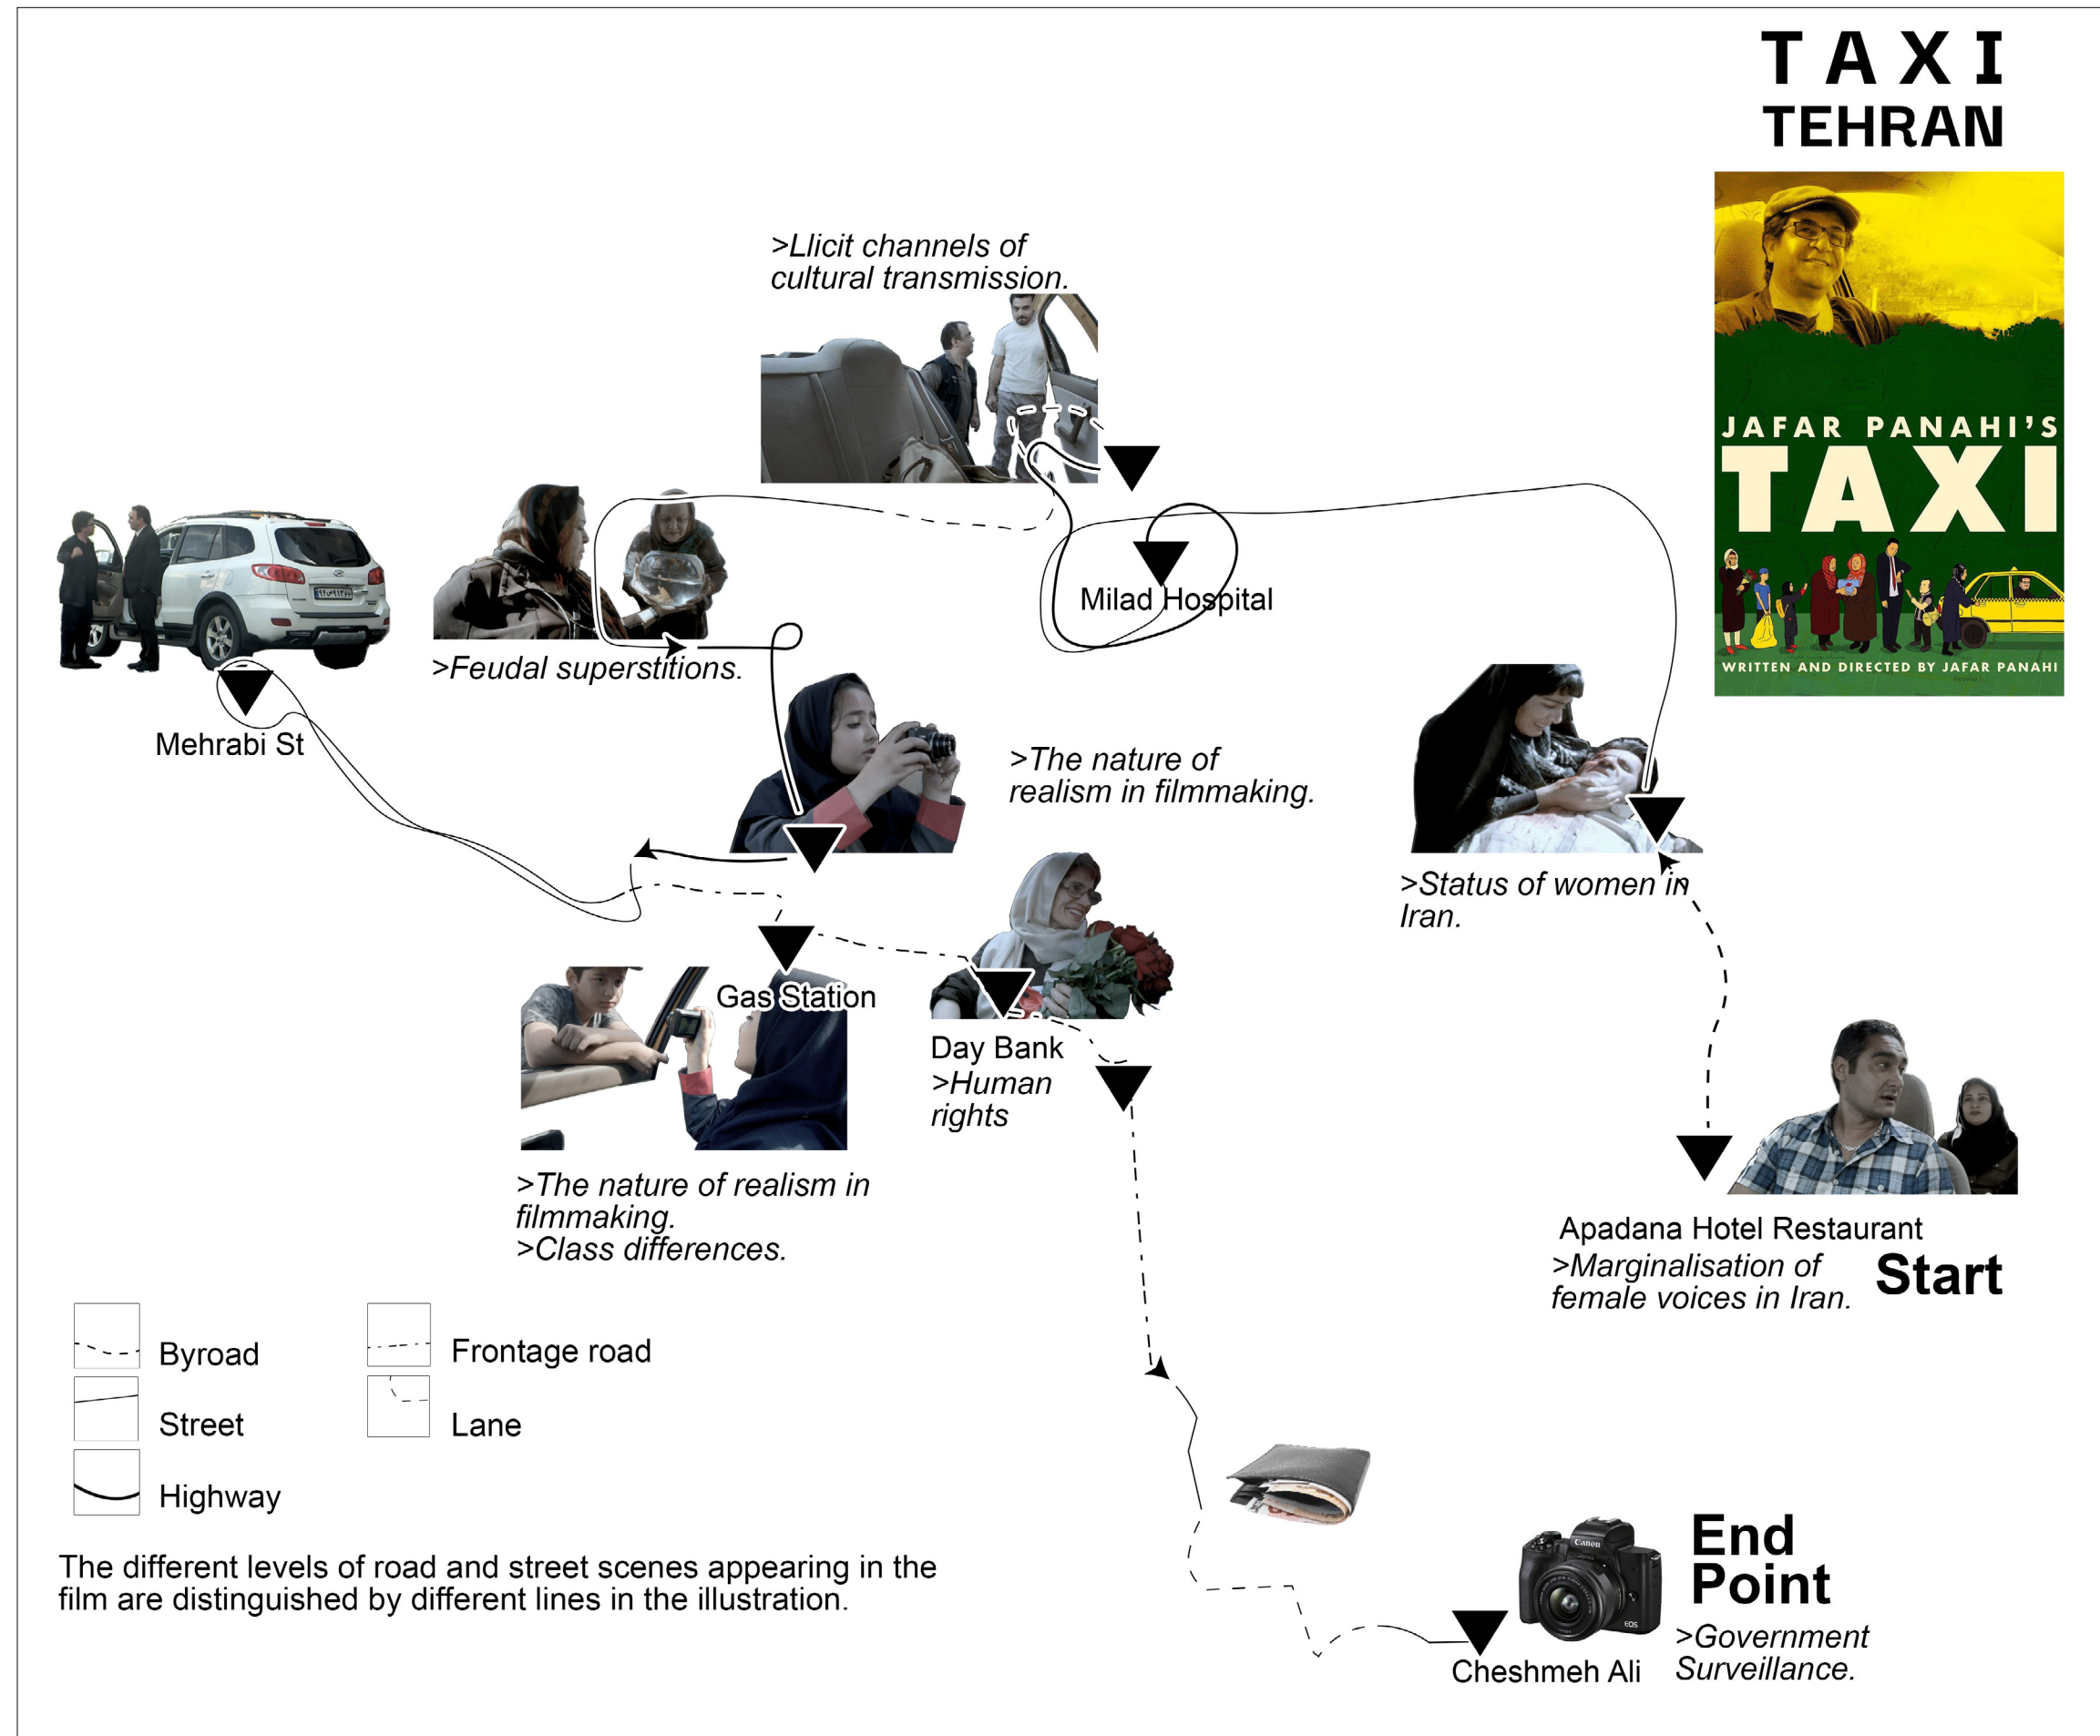 TAXI
TEHRAN
JAFAR PANAHI'S
TAXI
WRITTEN AND DIRECTED BY JAFAR PANAHI
>Llicit channels of
cultural transmission.
>Feudal superstitions.
Milad Hospital
Mehrabi St
>The nature of
realism in filmmaking.
>Status of women in
Iran.
Gas Station
Day Bank
>Human
rights
>The nature of realism in
filmmaking.
>Class differences.
Apadana Hotel Restaurant
>Marginalisation of
female voices in Iran.
Start
Byroad
Frontage road
Street
Lane
Highway
The different levels of road and street scenes appearing in the
film are distinguished by different lines in the illustration.
Canon
EOS
End
Point
>Government
Surveillance.
Cheshmeh Ali